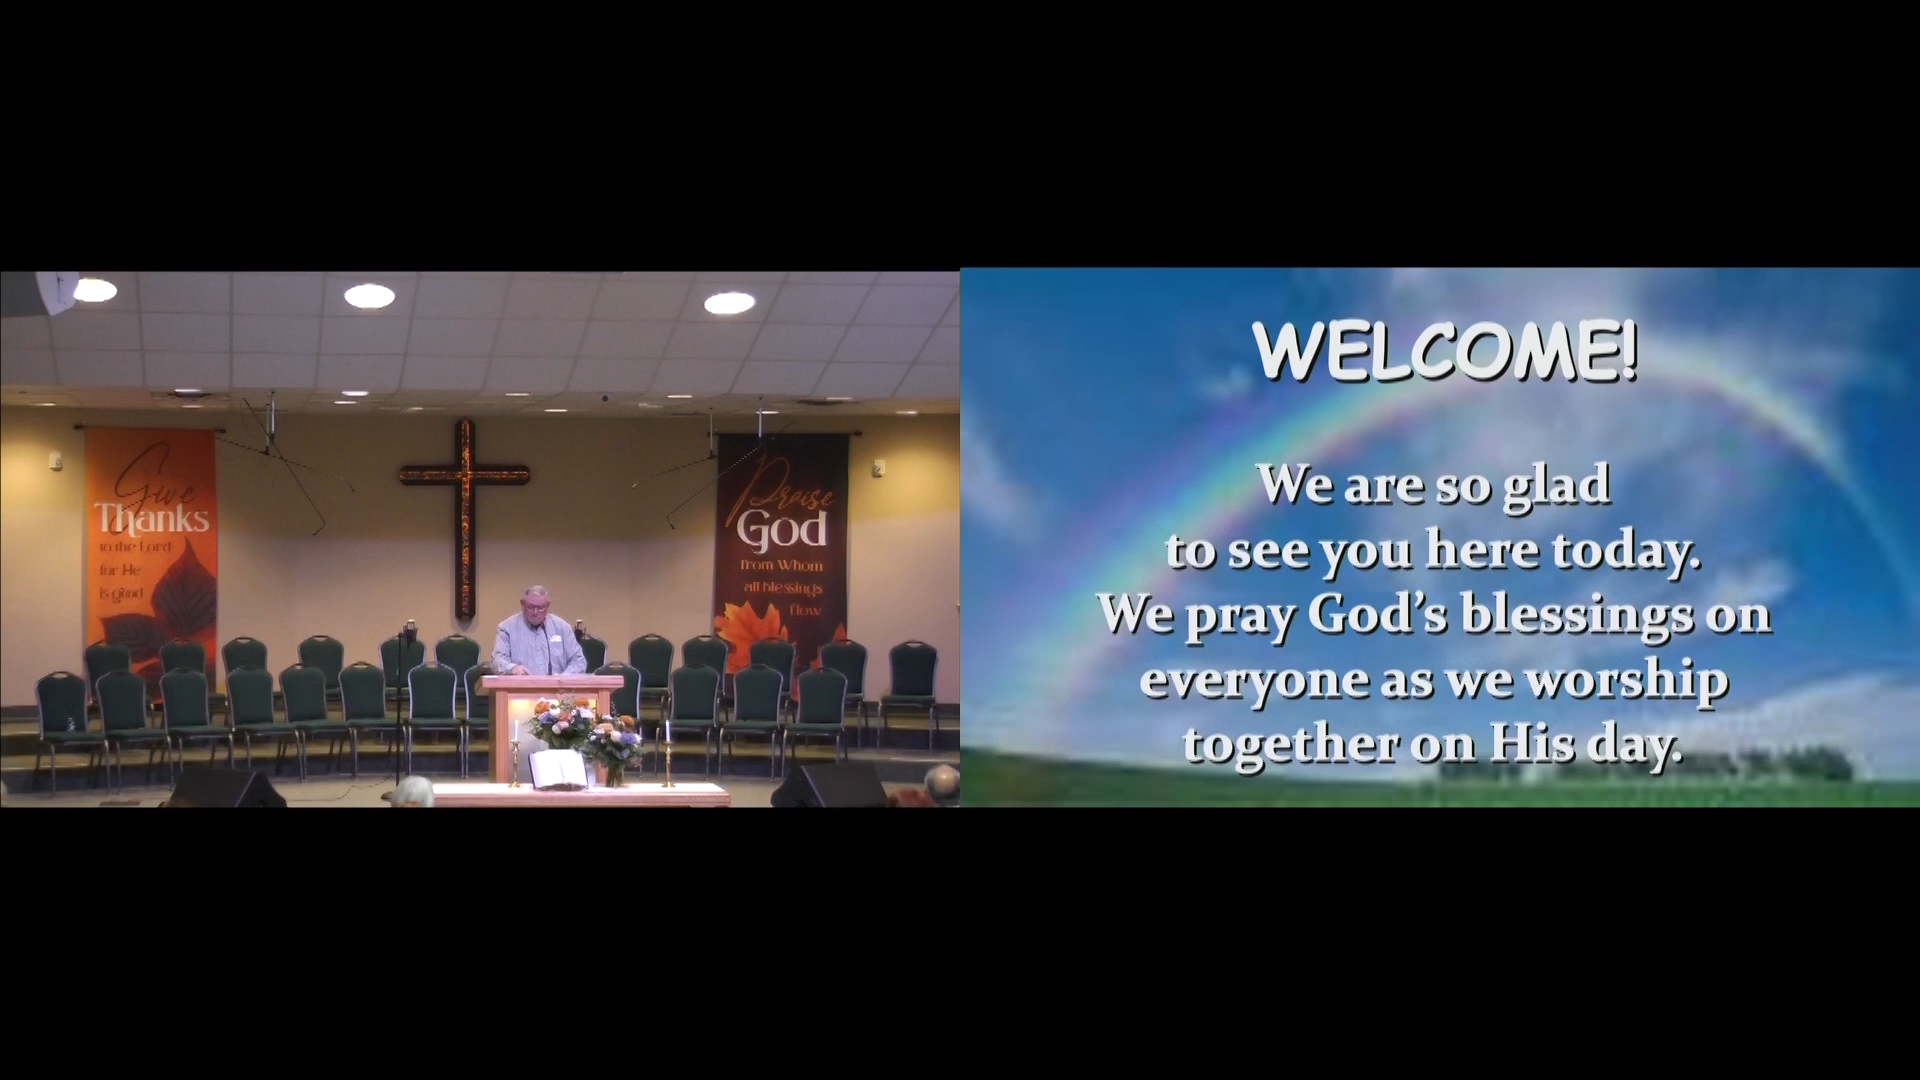 Give
Thanks
to the Lord
for He
is good
Praise
God
from Whom
all blessings
flow
WELCOME!
We are so glad
to see you here today.
We pray God's blessings on
everyone as we worship
together on His day.